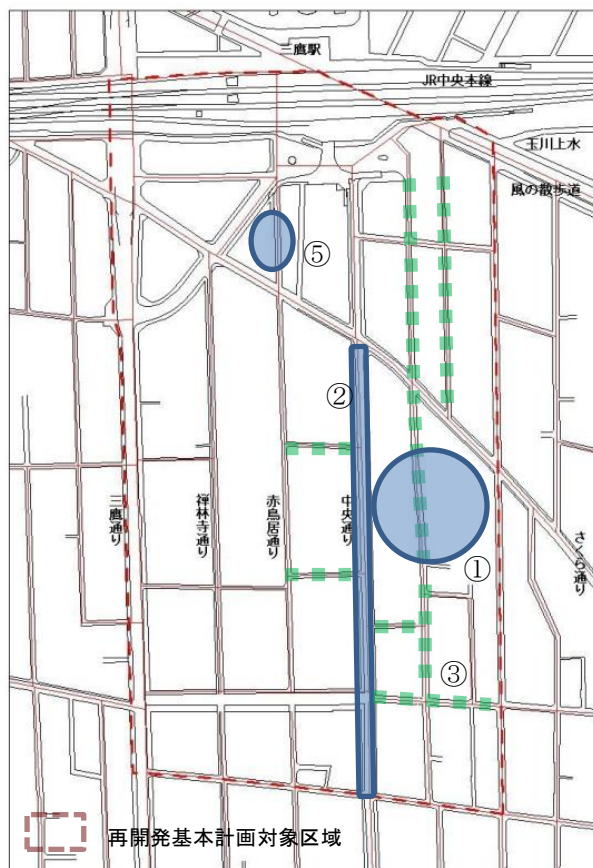 三鷹駅
JR中央本線
玉川上水
風の散歩道
⑤
②
三鷹通り
禅林寺通り
赤鳥居通り
中央通り
さくら通り
①
③
再開発基本計画対象区域